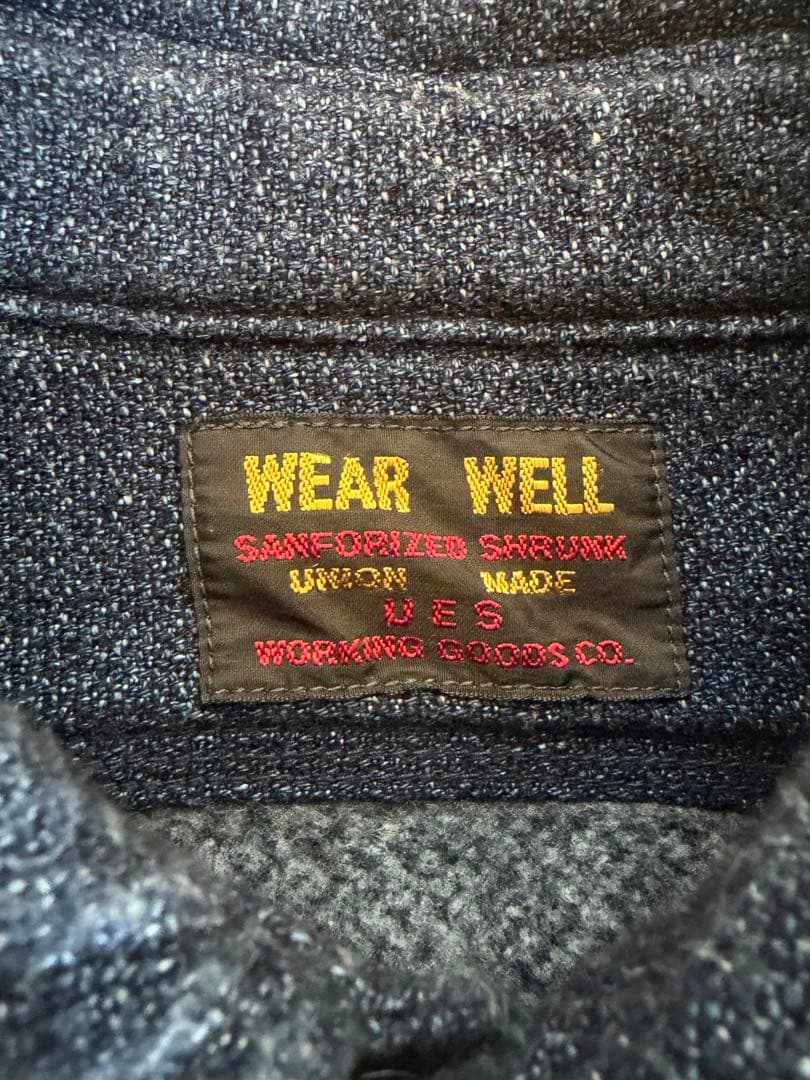 WEAR WELL
SANFORIZED SHRUNK
UNION MADE
UES
WORKING GOODS CO.